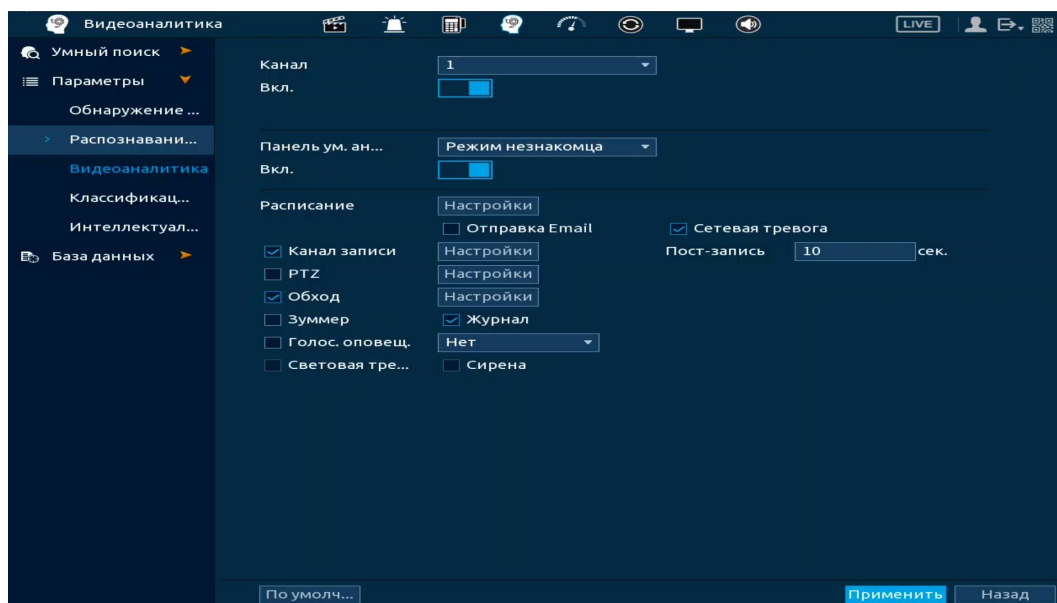 Видеоаналитика LIVE
Умный поиск
Параметры
Обнаружение ...
Распознавани...
Видеоаналитика
Классификац...
Интеллектуал...
База данных
Канал 1
Вкл.
Панель ум. ан... Режим незнакомца
Вкл.
Расписание Настройки
Отправка Email Сетевая тревога
Канал записи Настройки Пост-запись 10 сек.
PTZ Настройки
Обход Настройки
Зуммер Журнал
Голос. оповещ. Нет
Световая тре... Сирена
По умолч... Применить Назад